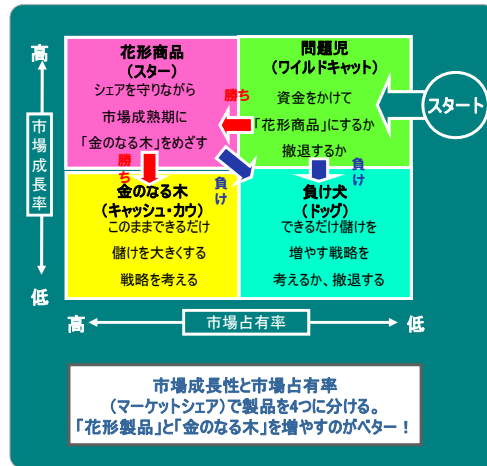 高
市場成長率
低
花形商品
(スター)
シェアを守りながら
市場成熟期に
「金のなる木」をめざす
問題児
(ワイルドキャット)
資金をかけて
「花形商品」にするか
撤退するか
スタート
勝ち
勝ち
負け
負け
金のなる木
(キャッシュ・カウ)
このままできるだけ
儲けを大きくする
戦略を考える
負け犬
(ドッグ)
できるだけ儲けを
増やす戦略を
考えるか、撤退する
高
市場占有率
低
市場成長性と市場占有率
(マーケットシェア)で製品を4つに分ける。
「花形製品」と「金のなる木」を増やすのがベター！